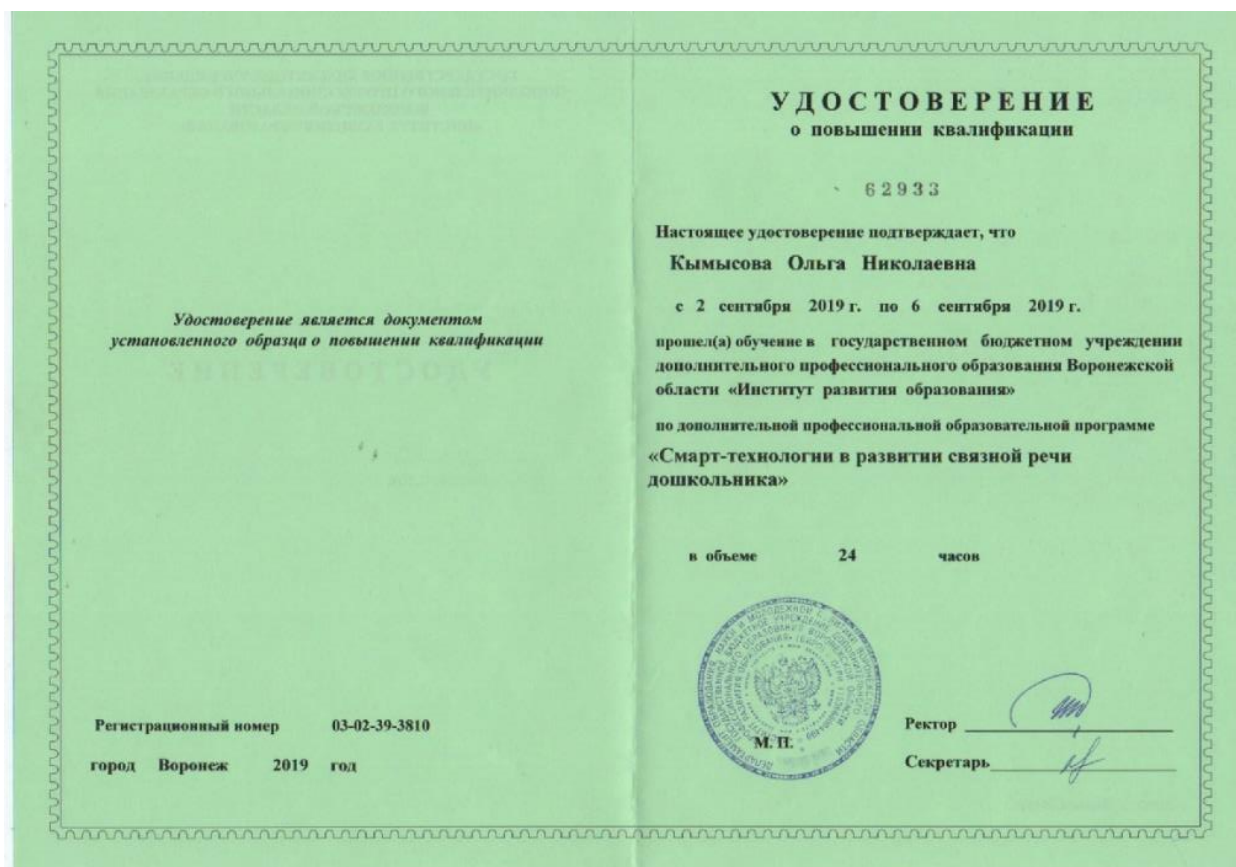 Удостоверение является документом
установленного образца о повышении квалификации
Регистрационный номер 03-02-39-3810
город Воронеж 2019 год
УДОСТОВЕРЕНИЕ
о повышении квалификации
62933
Настоящее удостоверение подтверждает, что
Кымысова Ольга Николаевна
с 2 сентября 2019 г. по 6 сентября 2019 г.
прошел(а) обучение в государственном бюджетном учреждении
дополнительного профессионального образования Воронежской
области «Институт развития образования»
по дополнительной профессиональной образовательной программе
«Смарт-технологии в развитии связной речи
дошкольника»
в объеме 24 часов
М. П.
Ректор
Секретарь